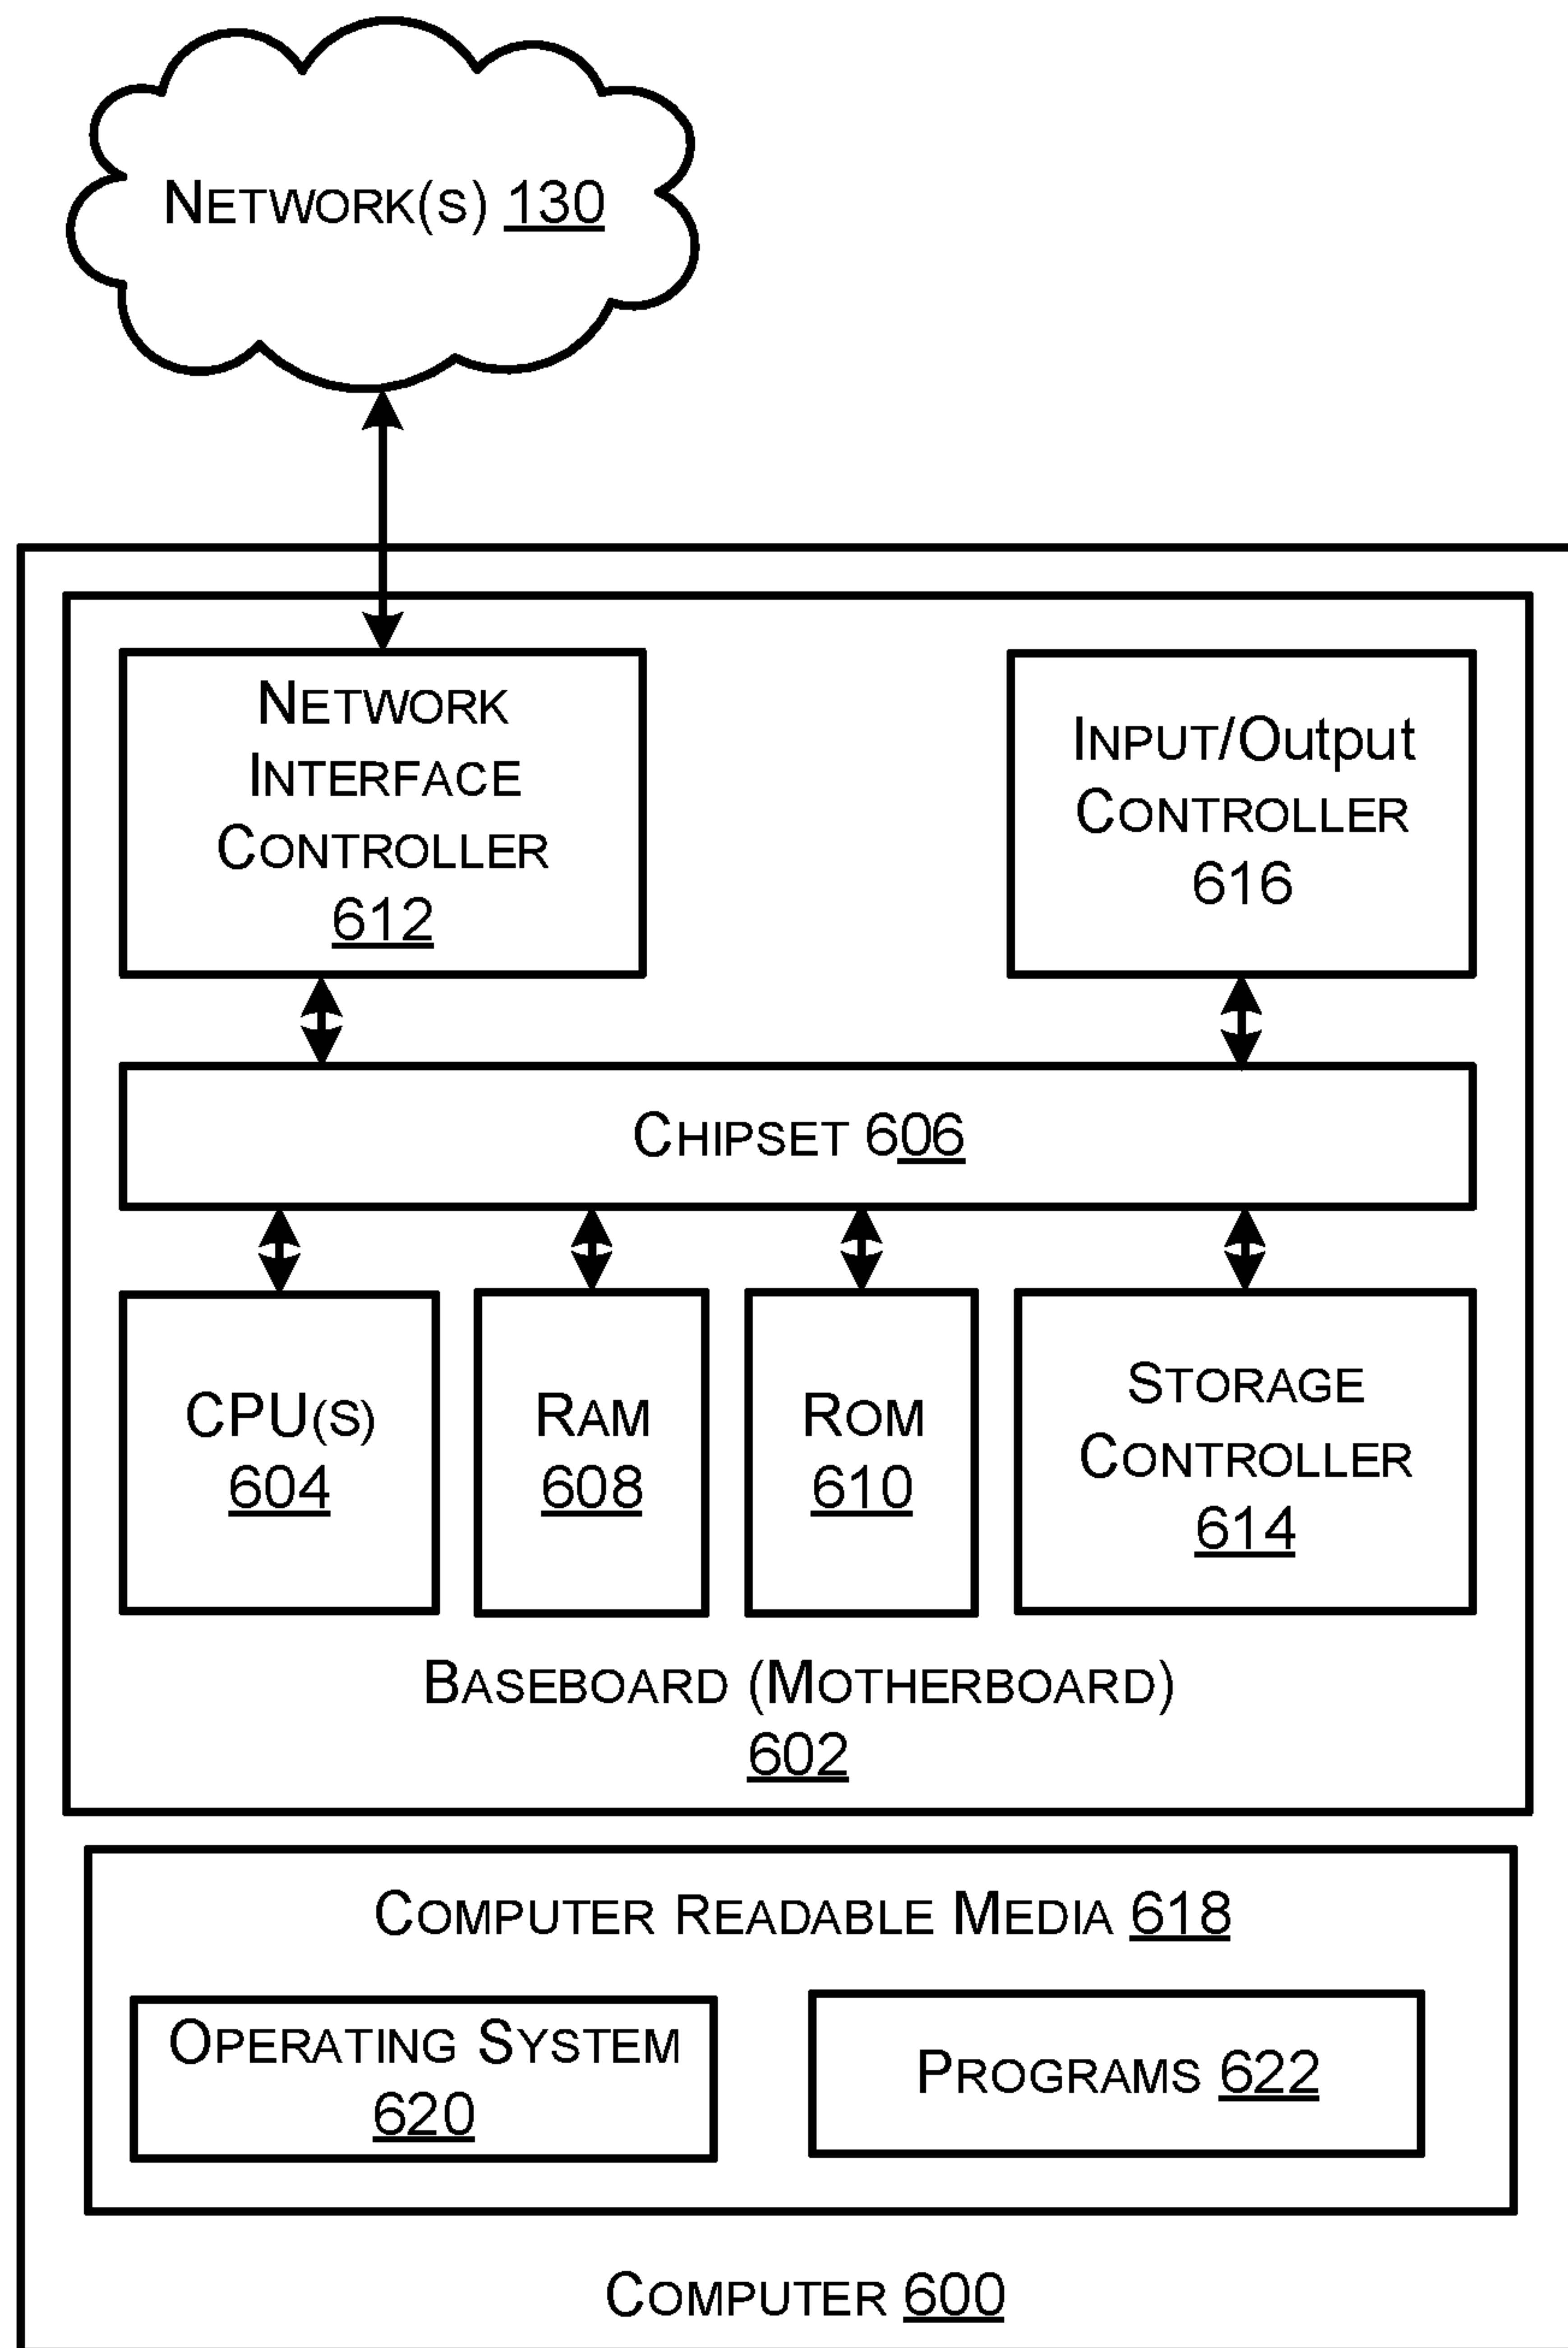 NETWORK(S) 130
NETWORK
INTERFACE
CONTROLLER
612
INPUT/Output
CONTROLLER
616
CHIPSET 606
CPU(S)
604
RAM
608
ROM
610
STORAGE
CONTROLLER
614
BASEBOARD (MOTHERBOARD)
602
COMPUTER READABLE MEDIA 618
OPERATING SYSTEM
620
PROGRAMS 622
COMPUTER 600